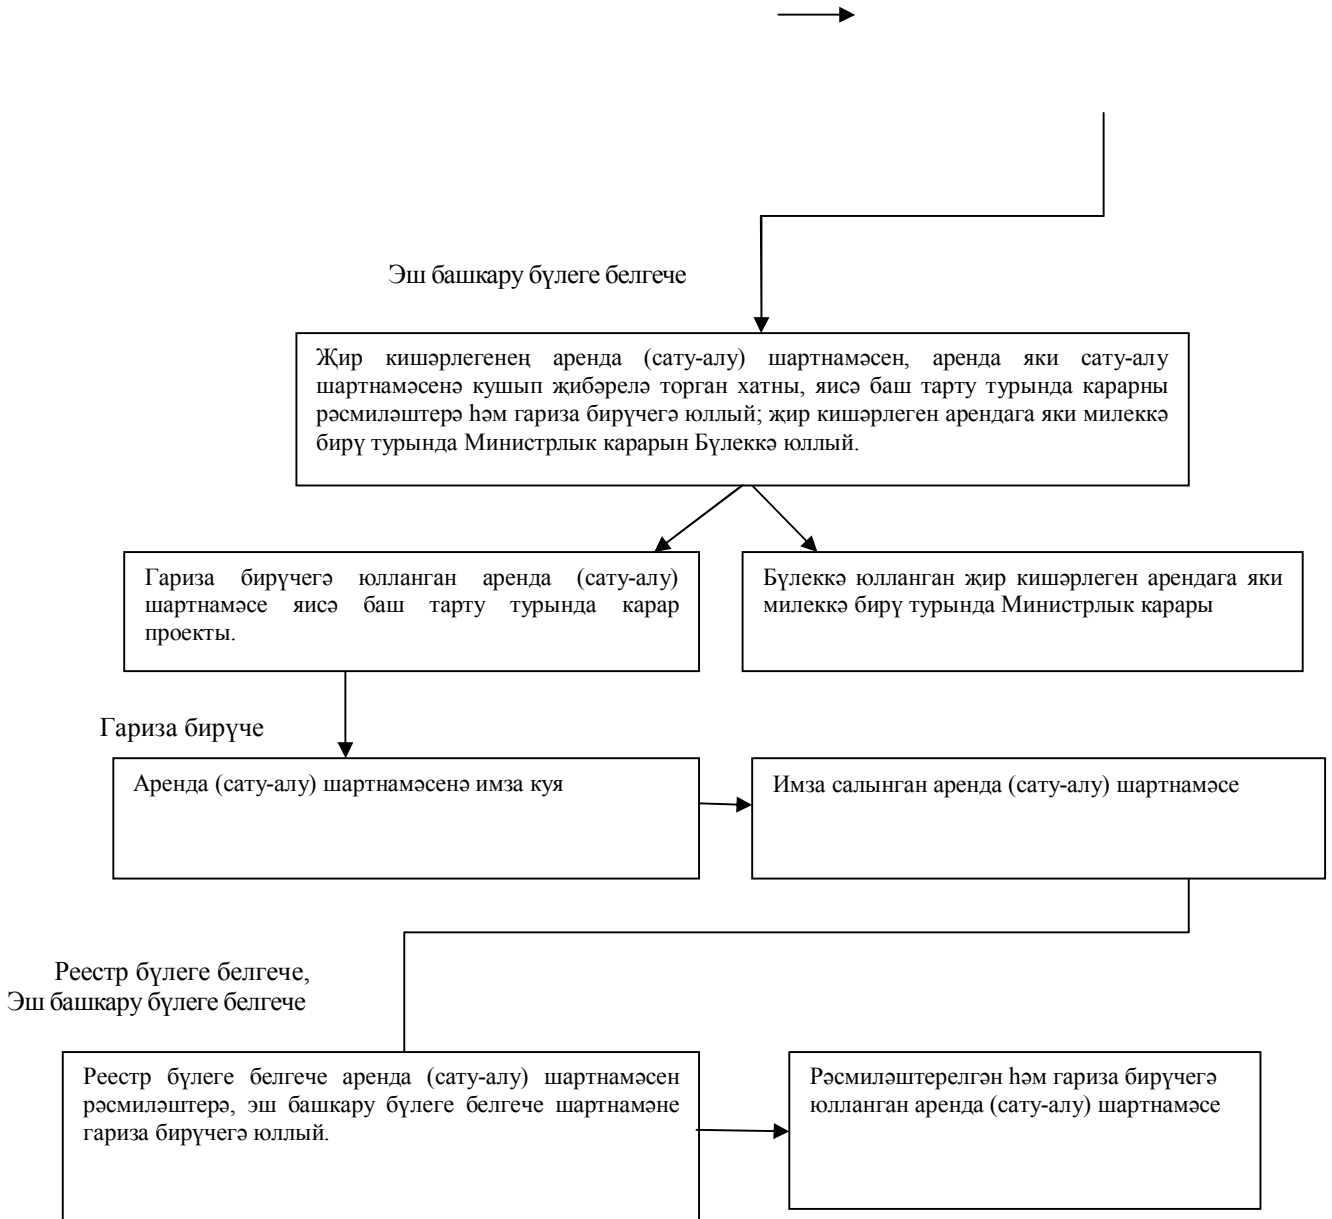 Эш башкару бүлеге белгече
Җир кишәрлегенең аренда (сату-алу) шартнамәсен, аренда яки сату-алу
шартнамәсенә кушып җибәрелә торган хатны, яисә баш тарту турында карарны
рәсмиләштерә һәм гариза бирүчегә юллый; җир кишәрлеген арендага яки милеккә
бирү турында Министрлык карарын Бүлеккә юллый.
Гариза бирүчегә юлланган аренда (сату-алу)
шартнамәсе яисә баш тарту турында карар
проекты.
Бүлеккә юлланган җир кишәрлеген арендага яки
милеккә бирү турында Министрлык карары
Гариза бирүче
Аренда (сату-алу) шартнамәсенә имза куя
Имза салынган аренда (сату-алу) шартнамәсе
Реестр бүлеге белгече,
Эш башкару бүлеге белгече
Реестр бүлеге белгече аренда (сату-алу) шартнамәсен
рәсмиләштерә, эш башкару бүлеге белгече шартнамәне
гариза бирүчегә юллый.
Рәсмиләштерелгән һәм гариза бирүчегә
юлланган аренда (сату-алу) шартнамәсе